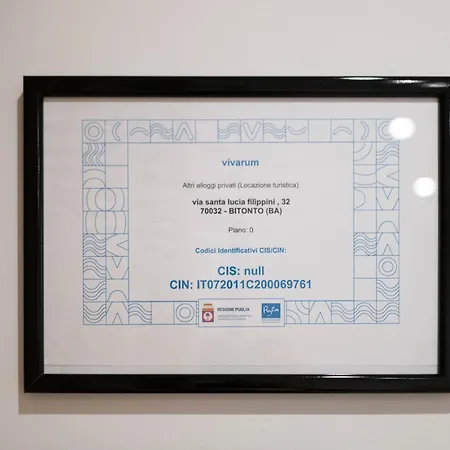 vivarum
Altri alloggi privati (Locazione turistica)
via santa lucia filippini , 32
70032 - BITONTO (BA)
Piano: 0
Codici Identificativi CIS/CIN:
CIS: null
CIN: IT072011C200069761
REGIONE PUGLIA